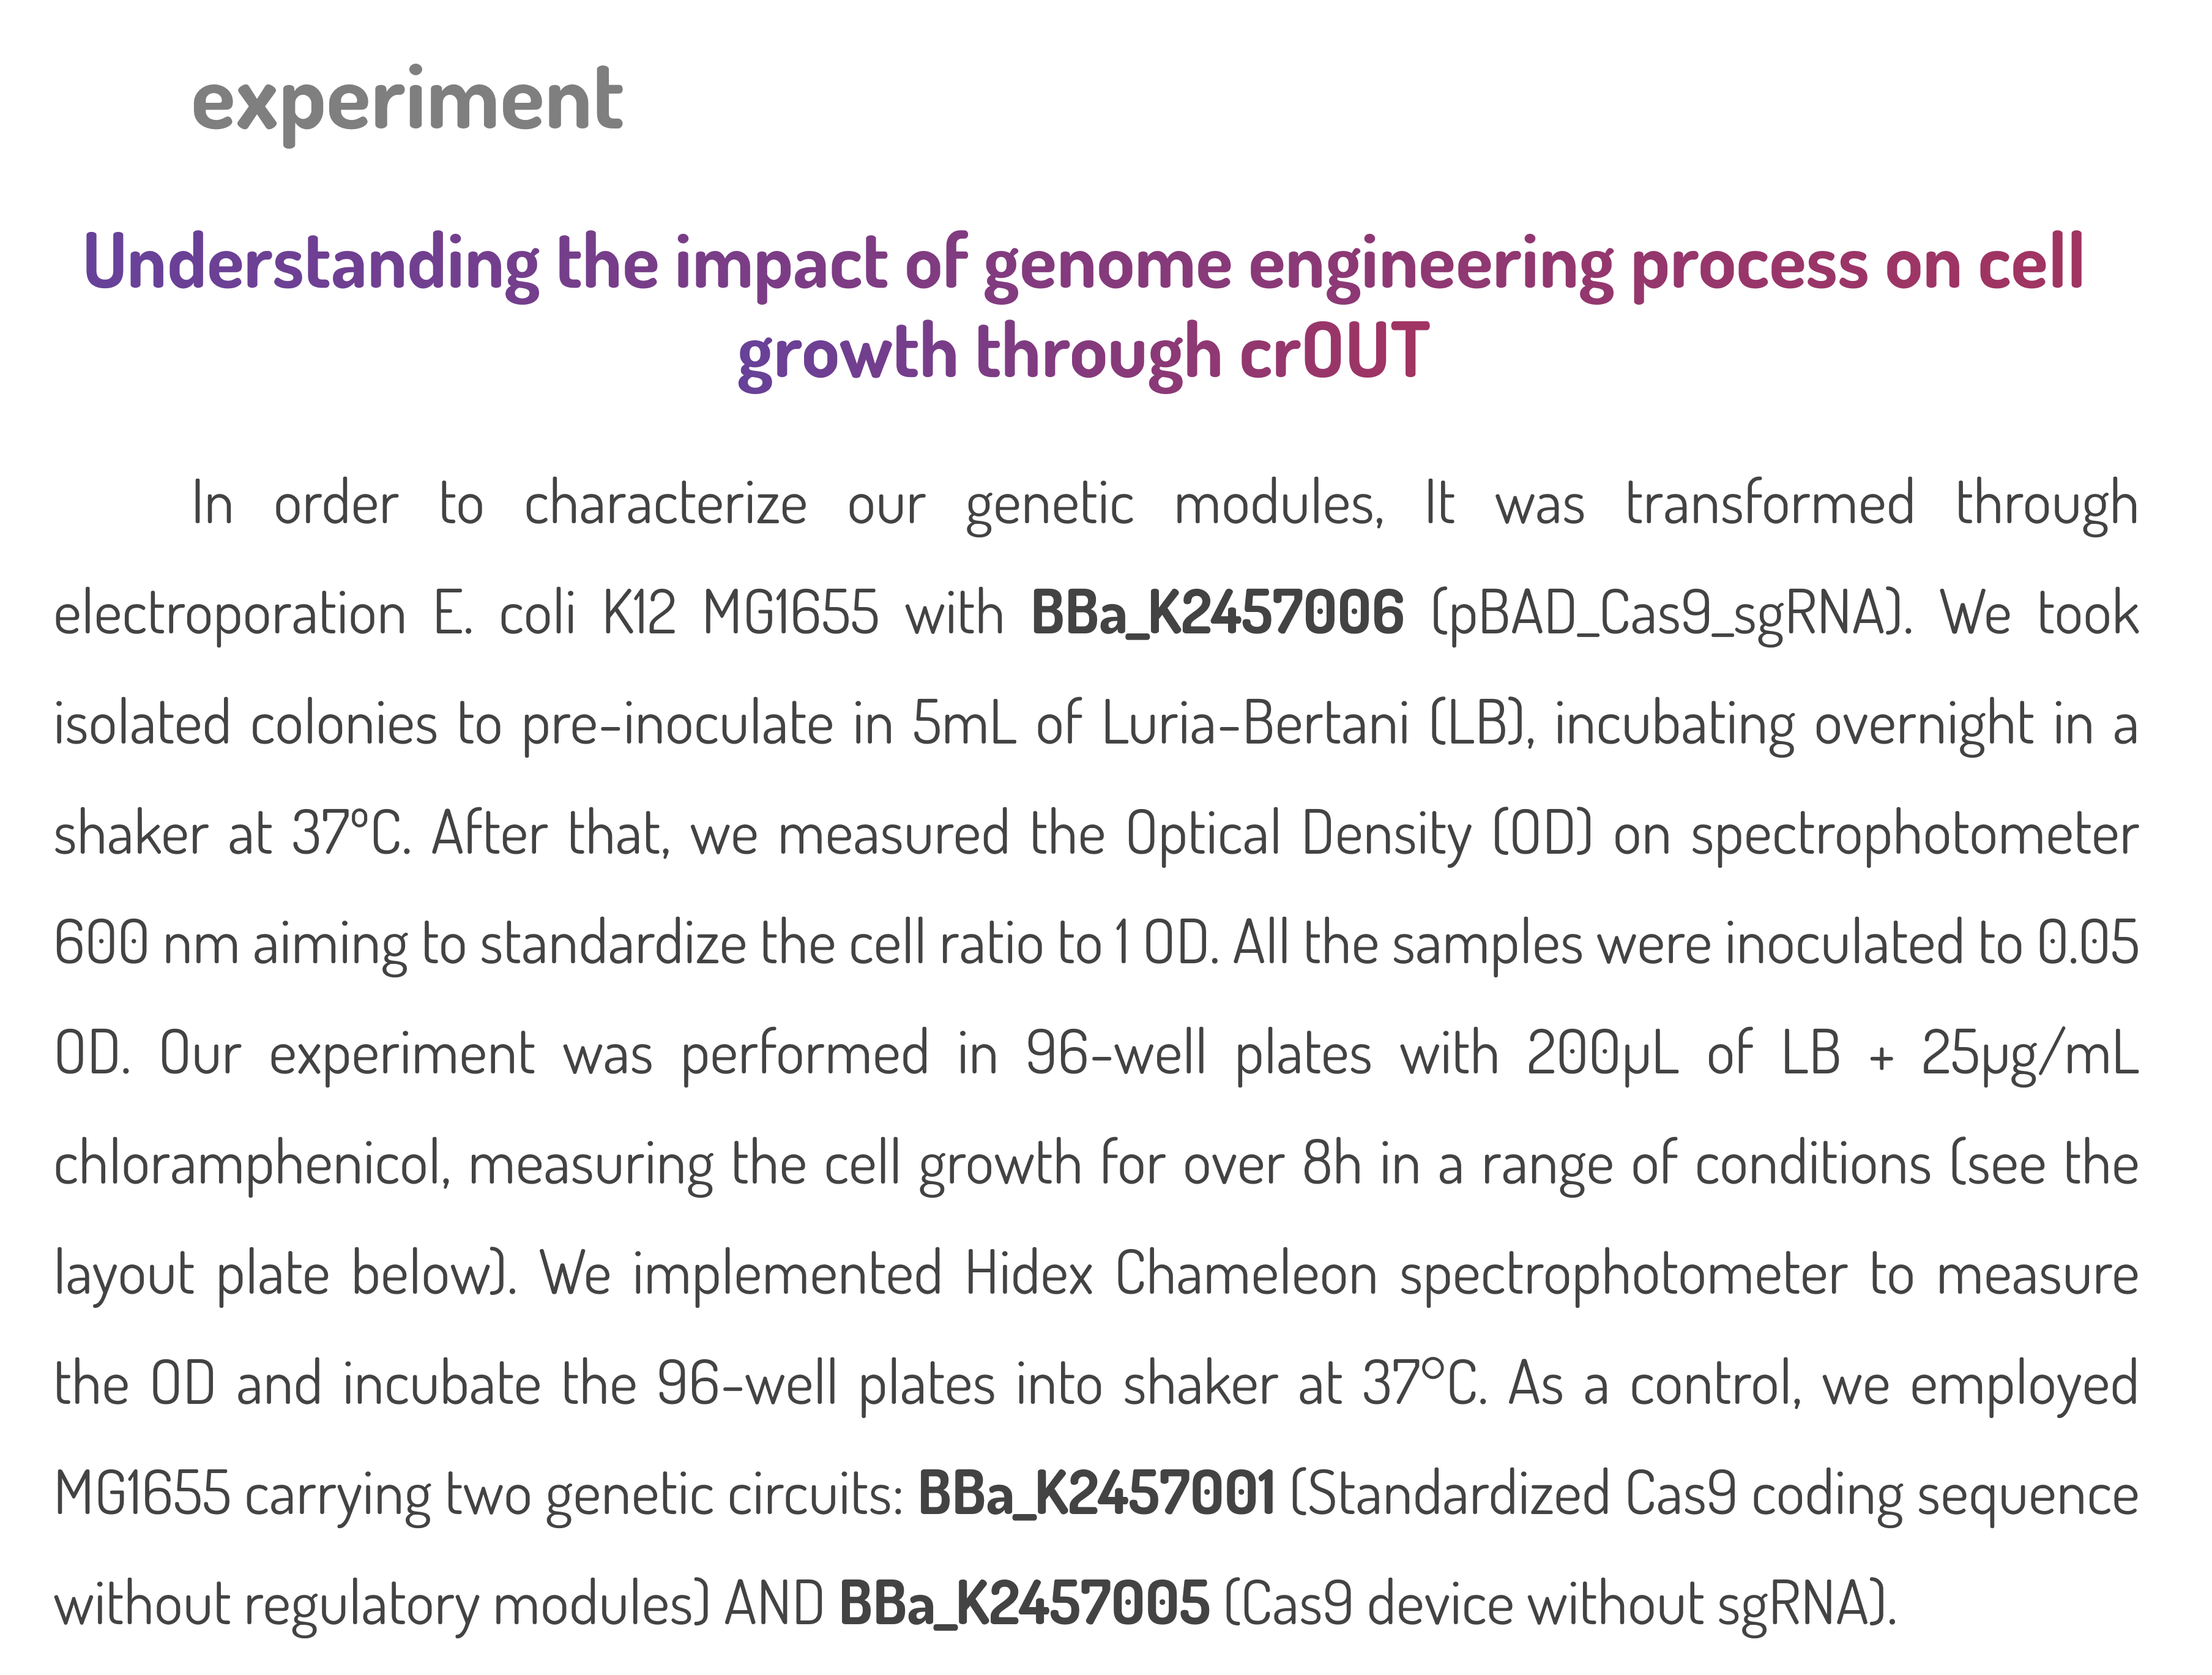 experiment
Understanding the impact of genome engineering process on cell
growth through crOUT
In order to characterize our genetic modules, It was transformed through
electroporation E. coli K12 MG1655 with BBa_K2457006 (pBAD_Cas9_sgRNA). We took
isolated colonies to pre-inoculate in 5mL of Luria-Bertani (LB), incubating overnight in a
shaker at 37ºC. After that, we measured the Optical Density (OD) on spectrophotometer
600 nm aiming to standardize the cell ratio to 1 OD. All the samples were inoculated to 0.05
OD. Our experiment was performed in 96-well plates with 200µL of LB + 25µg/mL
chloramphenicol, measuring the cell growth for over 8h in a range of conditions (see the
layout plate below). We implemented Hidex Chameleon spectrophotometer to measure
the OD and incubate the 96-well plates into shaker at 37°C. As a control, we employed
MG1655 carrying two genetic circuits: BBa_K2457001 (Standardized Cas9 coding sequence
without regulatory modules) AND BBa_K2457005 (Cas9 device without sgRNA).